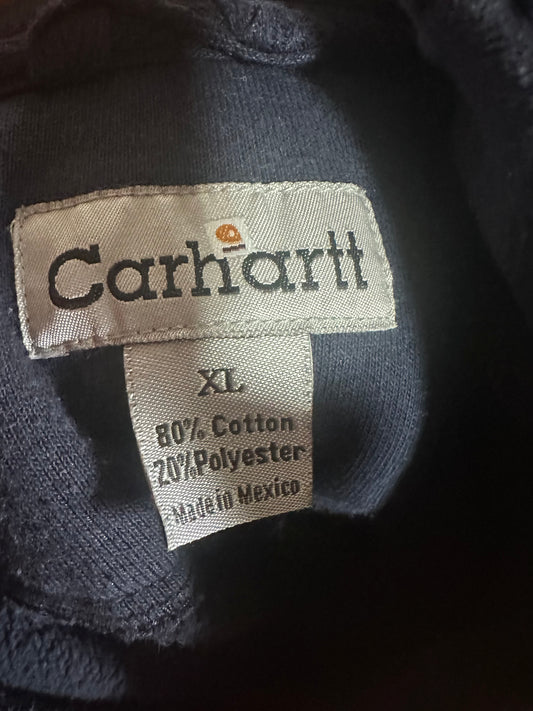 Carhartt
XL
80% Cotton
20%Polyester
Made in Mexico